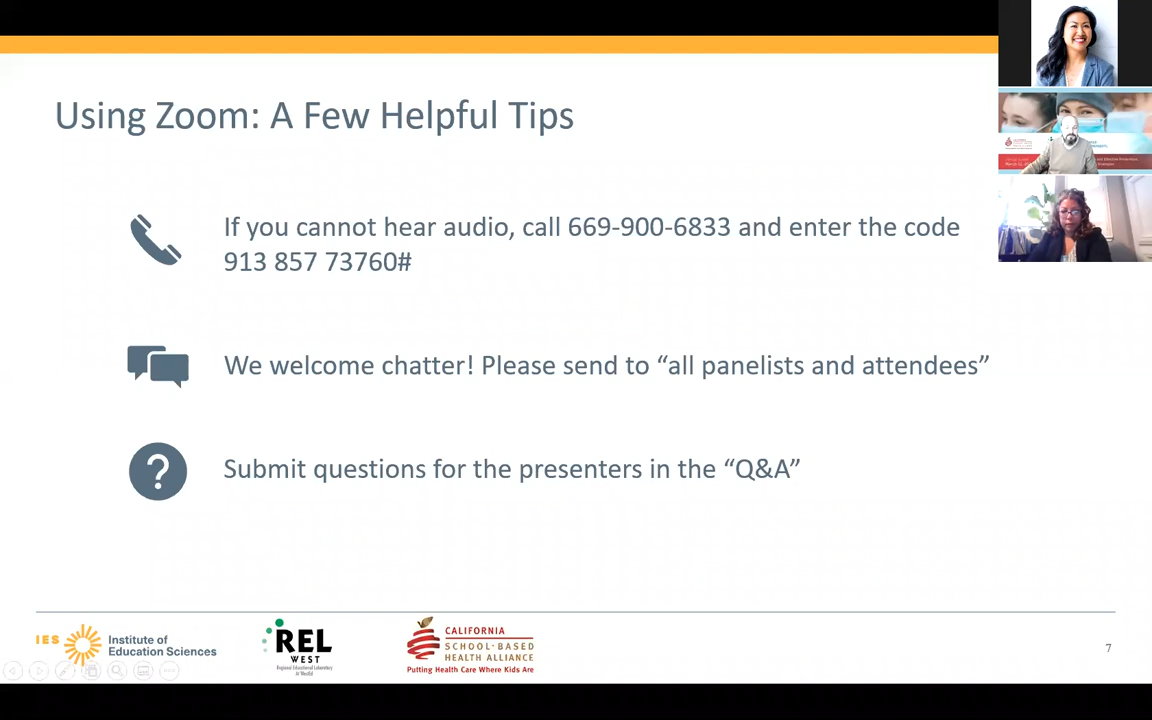 Using Zoom: A Few Helpful Tips
If you cannot hear audio, call 669-900-6833 and enter the code
913 857 73760#
We welcome chatter! Please send to “all panelists and attendees”
?
Submit questions for the presenters in the “Q&A”
IES
Institute of
Education Sciences
REL
WEST
Regional Educational Laboratory
At WestEd
CALIFORNIA
SCHOOL-BASED
HEALTH ALLIANCE
Putting Health Care Where Kids Are
7